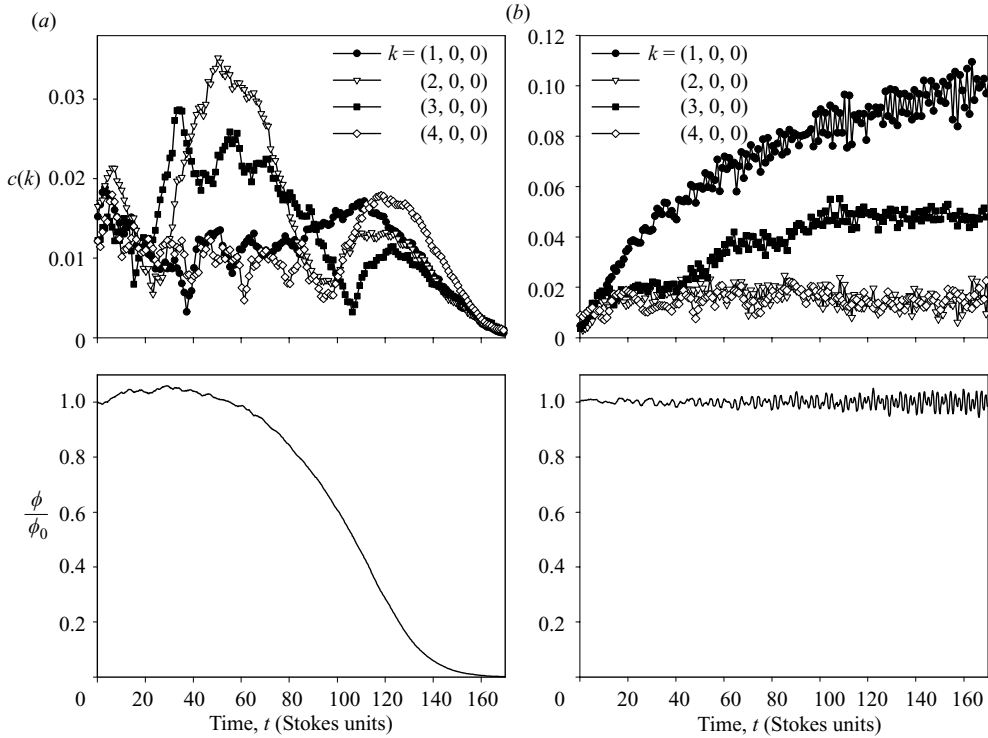 (a)
(b)
k = (1, 0, 0)
(2, 0, 0)
(3, 0, 0)
(4, 0, 0)
c(k)
0.03
0.02
0.01
0
k = (1, 0, 0)
(2, 0, 0)
(3, 0, 0)
(4, 0, 0)
0.12
0.10
0.08
0.06
0.04
0.02
0
ϕ
ϕ0
1.0
0.8
0.6
0.4
0.2
0 20 40 60 80 100 120 140 160
Time, t (Stokes units)
1.0
0.8
0.6
0.4
0.2
0 20 40 60 80 100 120 140 160
Time, t (Stokes units)